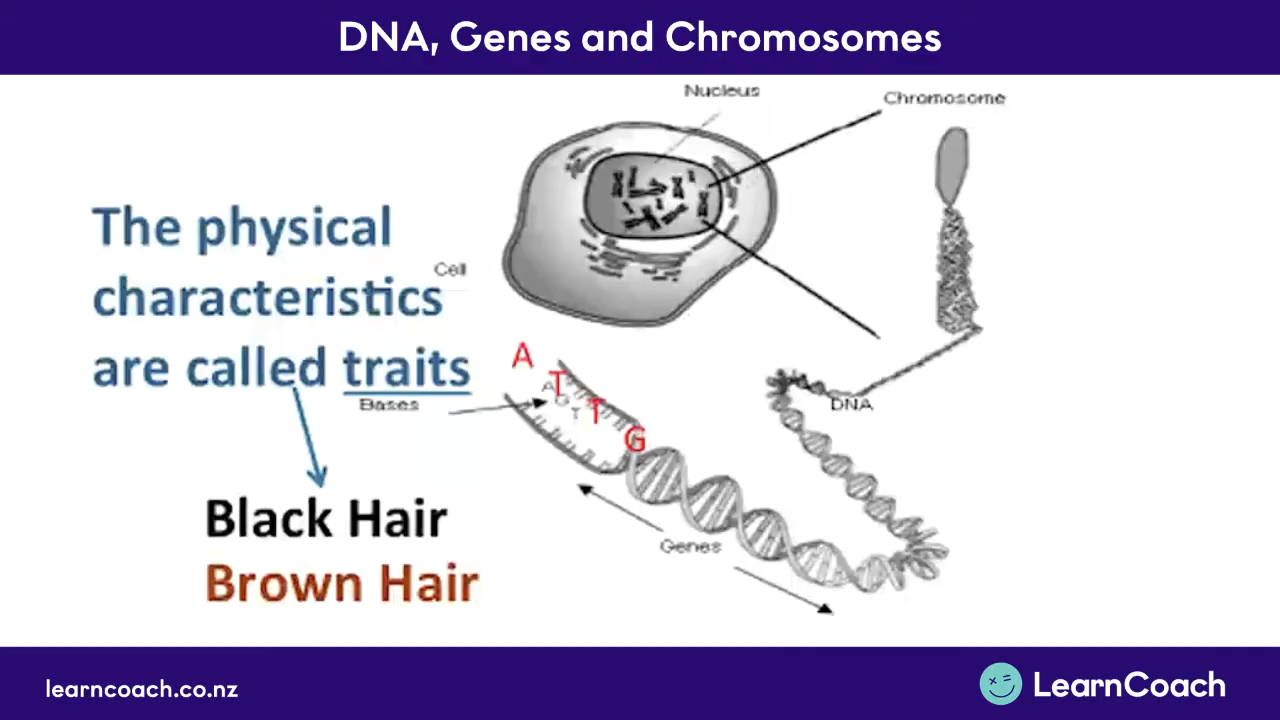 DNA, Genes and Chromosomes
Nucleus
Chromosome
The physical
characteristics
are called traits
Cell
Bases
A
T
T
G
A
G
T
DNA
Genes
Black Hair
Brown Hair
learncoach.co.nz
LearnCoach